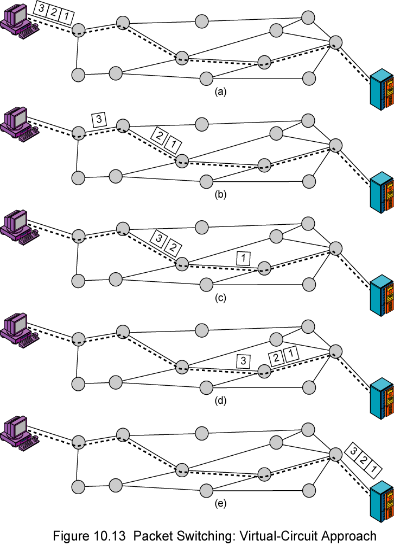 3 2 1
(a)
3
2 1
(b)
3 2
1
(c)
3
2 1
(d)
3 2 1
(e)
Figure 10.13 Packet Switching: Virtual-Circuit Approach